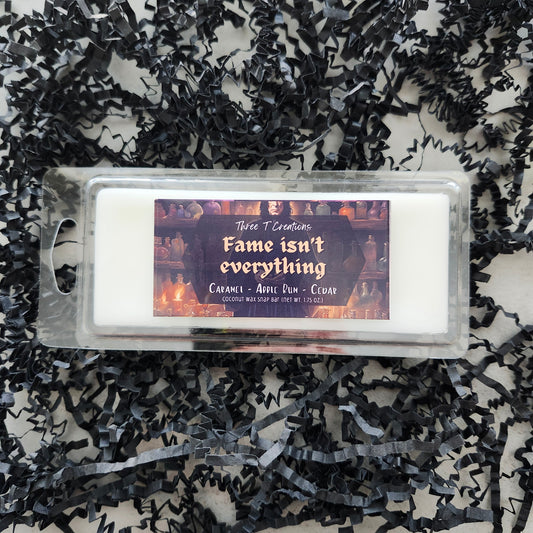 Three T Creations
Fame isn't
everything
Caramel - Apple Rum - Cedar
coconut wax snap bar (net wt. 1.75 oz.)